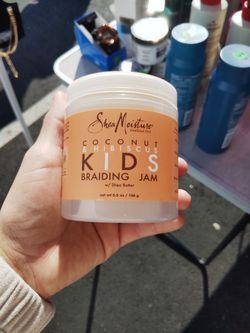 SheaMoisture
COCONUT
& HIBISCUS
KIDS
BRAIDING JAM
w/ Shea Butter